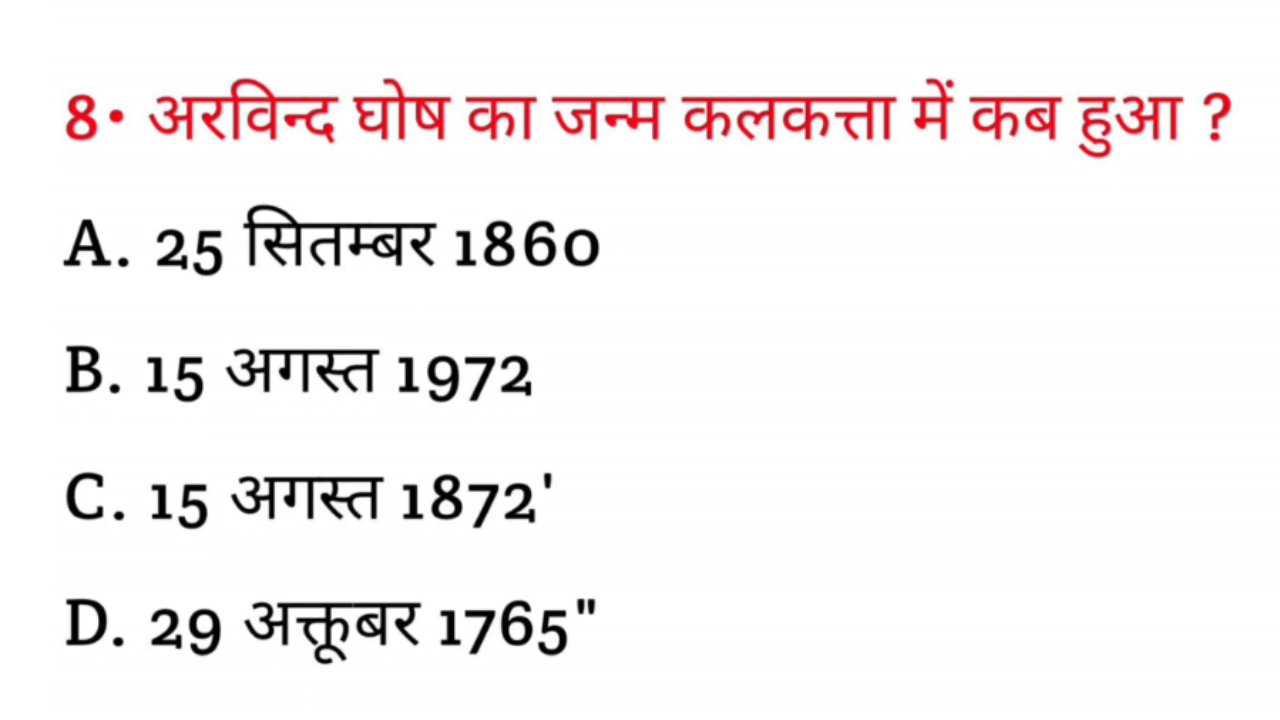 8• अरविन्द घोष का जन्म कलकत्ता में कब हुआ ?
A. 25 सितम्बर 1860
B. 15 अगस्त 1972
C. 15 अगस्त 1872'
D. 29 अक्तूबर 1765"